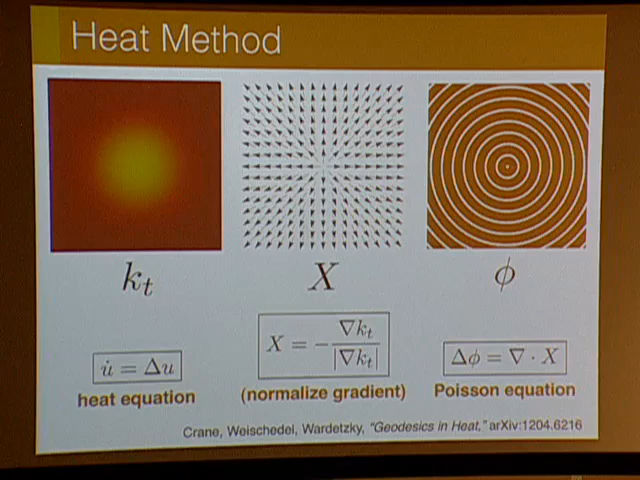 Heat Method
k_t
X
ϕ
u̇ = Δu
X = −∇k_t / |∇k_t|
Δϕ = ∇ · X
heat equation
(normalize gradient)
Poisson equation
Crane, Weischedel, Wardetzky, "Geodesics in Heat," arXiv:1204.6216